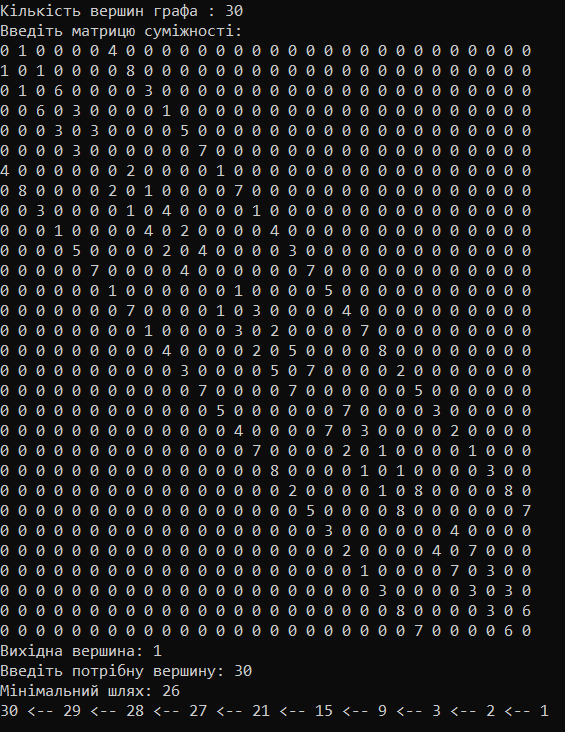 Кількість вершин графа : 30
Введіть матрицю суміжності:
0 1 0 0 0 0 4 0 0 0 0 0 0 0 0 0 0 0 0 0 0 0 0 0 0 0 0 0 0 0
1 0 1 0 0 0 0 8 0 0 0 0 0 0 0 0 0 0 0 0 0 0 0 0 0 0 0 0 0 0
0 1 0 6 0 0 0 0 3 0 0 0 0 0 0 0 0 0 0 0 0 0 0 0 0 0 0 0 0 0
0 0 6 0 3 0 0 0 0 1 0 0 0 0 0 0 0 0 0 0 0 0 0 0 0 0 0 0 0 0
0 0 0 3 0 3 0 0 0 0 5 0 0 0 0 0 0 0 0 0 0 0 0 0 0 0 0 0 0 0
0 0 0 0 3 0 0 0 0 0 0 7 0 0 0 0 0 0 0 0 0 0 0 0 0 0 0 0 0 0
4 0 0 0 0 0 0 2 0 0 0 0 1 0 0 0 0 0 0 0 0 0 0 0 0 0 0 0 0 0
0 8 0 0 0 0 2 0 1 0 0 0 0 7 0 0 0 0 0 0 0 0 0 0 0 0 0 0 0 0
0 0 3 0 0 0 0 1 0 4 0 0 0 0 1 0 0 0 0 0 0 0 0 0 0 0 0 0 0 0
0 0 0 1 0 0 0 0 4 0 2 0 0 0 0 4 0 0 0 0 0 0 0 0 0 0 0 0 0 0
0 0 0 0 5 0 0 0 0 2 0 4 0 0 0 0 3 0 0 0 0 0 0 0 0 0 0 0 0 0
0 0 0 0 0 7 0 0 0 0 4 0 0 0 0 0 0 7 0 0 0 0 0 0 0 0 0 0 0 0
0 0 0 0 0 0 1 0 0 0 0 0 0 1 0 0 0 0 5 0 0 0 0 0 0 0 0 0 0 0
0 0 0 0 0 0 0 7 0 0 0 0 1 0 3 0 0 0 0 4 0 0 0 0 0 0 0 0 0 0
0 0 0 0 0 0 0 0 1 0 0 0 0 3 0 2 0 0 0 0 7 0 0 0 0 0 0 0 0 0
0 0 0 0 0 0 0 0 0 4 0 0 0 0 2 0 5 0 0 0 0 8 0 0 0 0 0 0 0 0
0 0 0 0 0 0 0 0 0 0 3 0 0 0 0 5 0 7 0 0 0 0 2 0 0 0 0 0 0 0
0 0 0 0 0 0 0 0 0 0 0 7 0 0 0 0 7 0 0 0 0 0 0 5 0 0 0 0 0 0
0 0 0 0 0 0 0 0 0 0 0 0 5 0 0 0 0 0 0 7 0 0 0 0 3 0 0 0 0 0
0 0 0 0 0 0 0 0 0 0 0 0 0 4 0 0 0 0 7 0 3 0 0 0 0 2 0 0 0 0
0 0 0 0 0 0 0 0 0 0 0 0 0 0 7 0 0 0 0 2 0 1 0 0 0 0 1 0 0 0
0 0 0 0 0 0 0 0 0 0 0 0 0 0 0 8 0 0 0 0 1 0 1 0 0 0 0 3 0 0
0 0 0 0 0 0 0 0 0 0 0 0 0 0 0 0 2 0 0 0 0 1 0 8 0 0 0 0 8 0
0 0 0 0 0 0 0 0 0 0 0 0 0 0 0 0 0 5 0 0 0 0 8 0 0 0 0 0 0 7
0 0 0 0 0 0 0 0 0 0 0 0 0 0 0 0 0 0 3 0 0 0 0 0 0 4 0 0 0 0
0 0 0 0 0 0 0 0 0 0 0 0 0 0 0 0 0 0 0 2 0 0 0 0 4 0 7 0 0 0
0 0 0 0 0 0 0 0 0 0 0 0 0 0 0 0 0 0 0 0 1 0 0 0 0 7 0 3 0 0
0 0 0 0 0 0 0 0 0 0 0 0 0 0 0 0 0 0 0 0 0 3 0 0 0 0 3 0 3 0
0 0 0 0 0 0 0 0 0 0 0 0 0 0 0 0 0 0 0 0 0 0 8 0 0 0 0 3 0 6
0 0 0 0 0 0 0 0 0 0 0 0 0 0 0 0 0 0 0 0 0 0 0 7 0 0 0 0 6 0
Вихідна вершина: 1
Введіть потрібну вершину: 30
Мінімальний шлях: 26
30 <-- 29 <-- 28 <-- 27 <-- 21 <-- 15 <-- 9 <-- 3 <-- 2 <-- 1